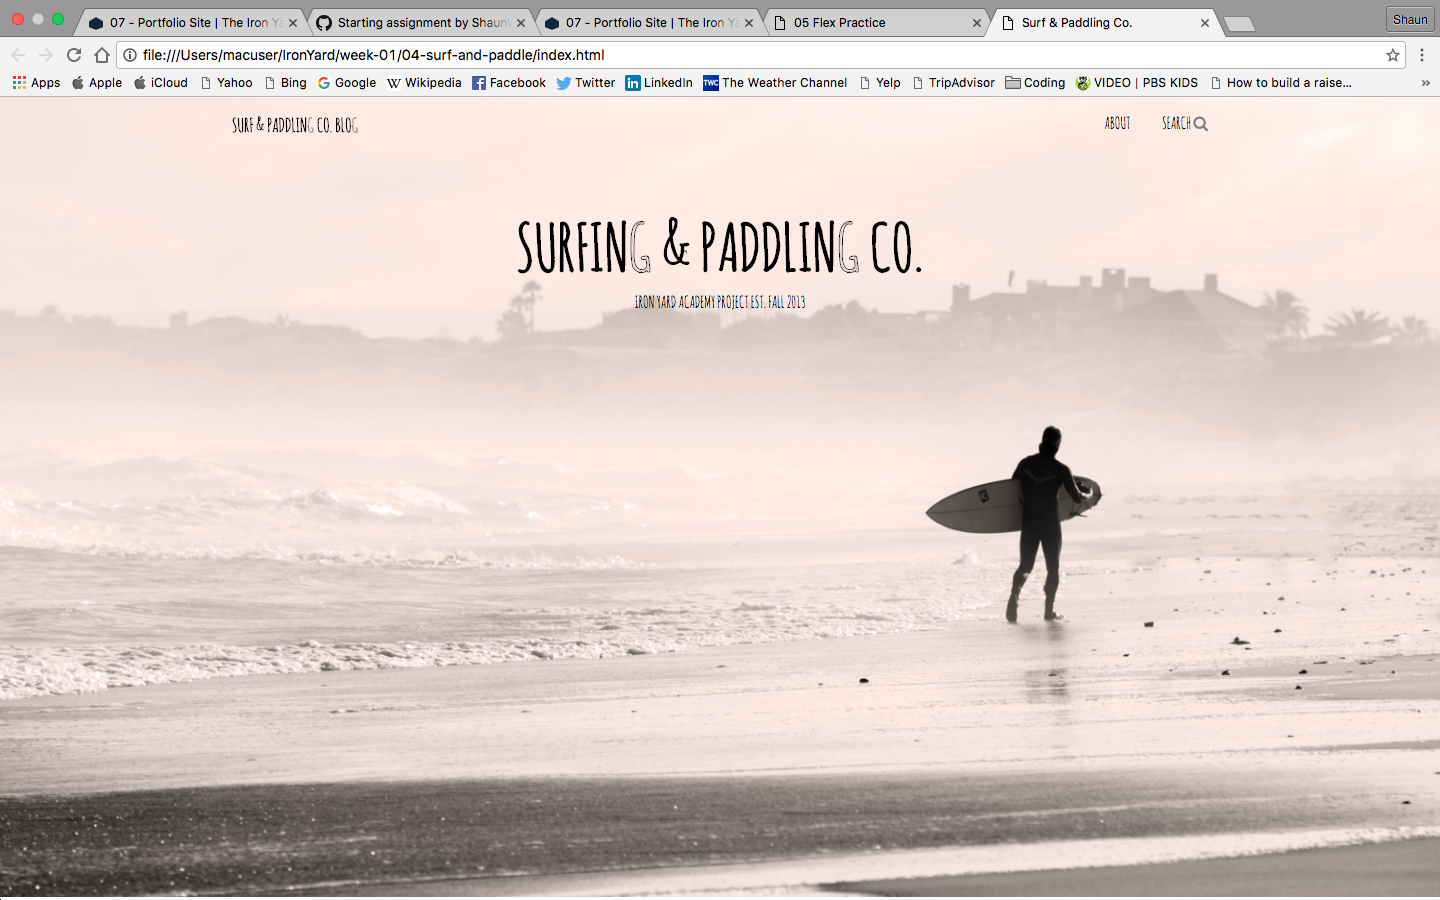 07 - Portfolio Site | The Iron Ya
Starting assignment by Shaun
07 - Portfolio Site | The Iron Ya
05 Flex Practice
Surf & Paddling Co.
Shaun
file:///Users/macuser/IronYard/week-01/04-surf-and-paddle/index.html
Apps
Apple
iCloud
Yahoo
Bing
Google
W Wikipedia
Facebook
Twitter
in LinkedIn
TWC The Weather Channel
Yelp
TripAdvisor
Coding
VIDEO | PBS KIDS
How to build a raise...
»
SURF & PADDLING CO. BLOG
ABOUT
SEARCH
SURFING & PADDLING CO.
IRON YARD ACADEMY PROJECT EST. FALL 2013